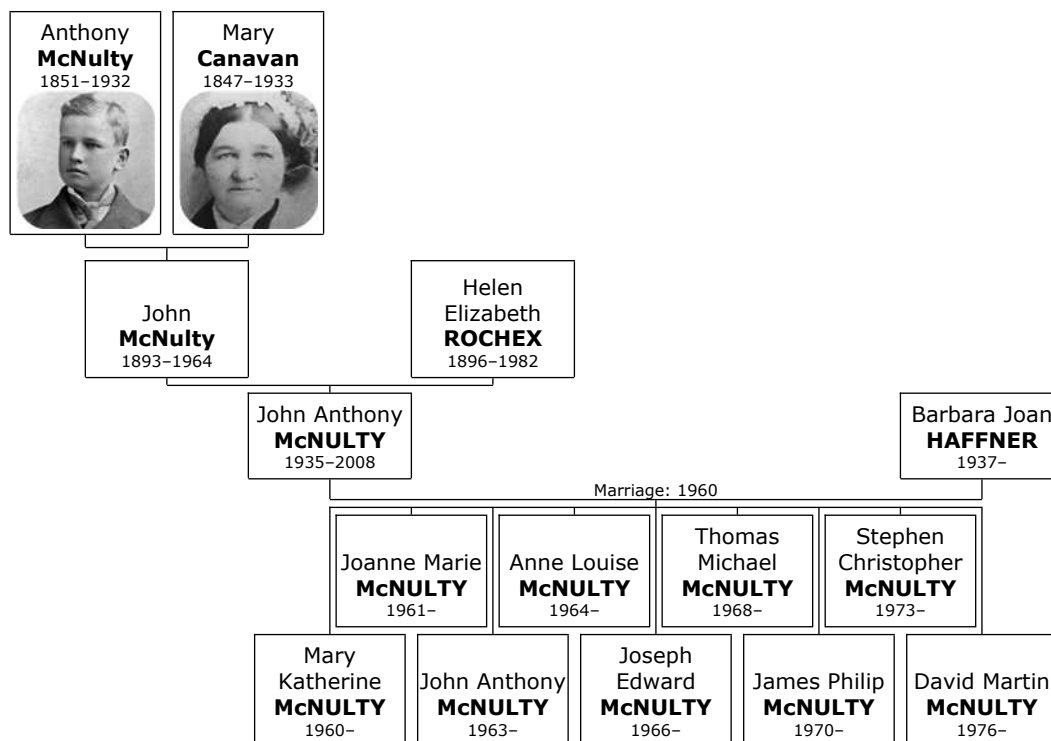 Anthony
McNulty
1851–1932
Mary
Canavan
1847–1933
John
McNulty
1893–1964
Helen
Elizabeth
ROCHEX
1896–1982
John Anthony
McNULTY
1935–2008
Barbara Joan
HAFFNER
1937–
Marriage: 1960
Joanne Marie
McNULTY
1961–
Anne Louise
McNULTY
1964–
Thomas
Michael
McNULTY
1968–
Stephen
Christopher
McNULTY
1973–
Mary
Katherine
McNULTY
1960–
John Anthony
McNULTY
1963–
Joseph
Edward
McNULTY
1966–
James Philip
McNULTY
1970–
David Martin
McNULTY
1976–